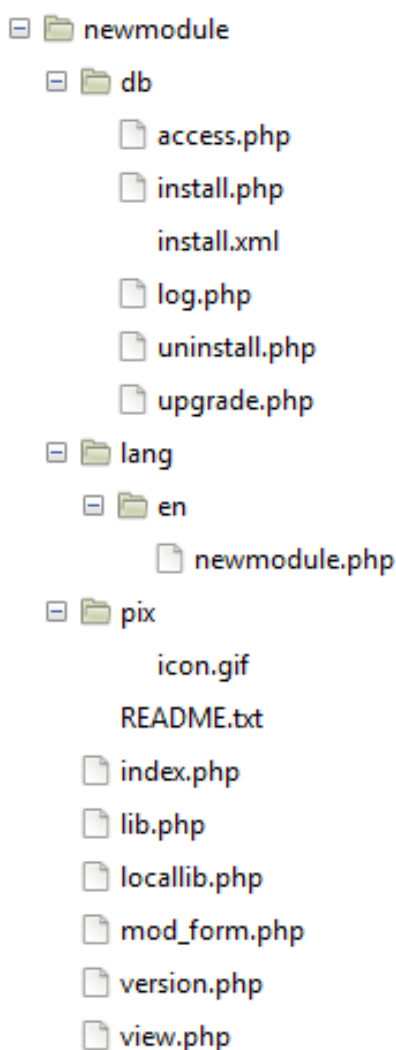 newmodule
db
access.php
install.php
install.xml
log.php
uninstall.php
upgrade.php
lang
en
newmodule.php
pix
icon.gif
README.txt
index.php
lib.php
locallib.php
mod_form.php
version.php
view.php